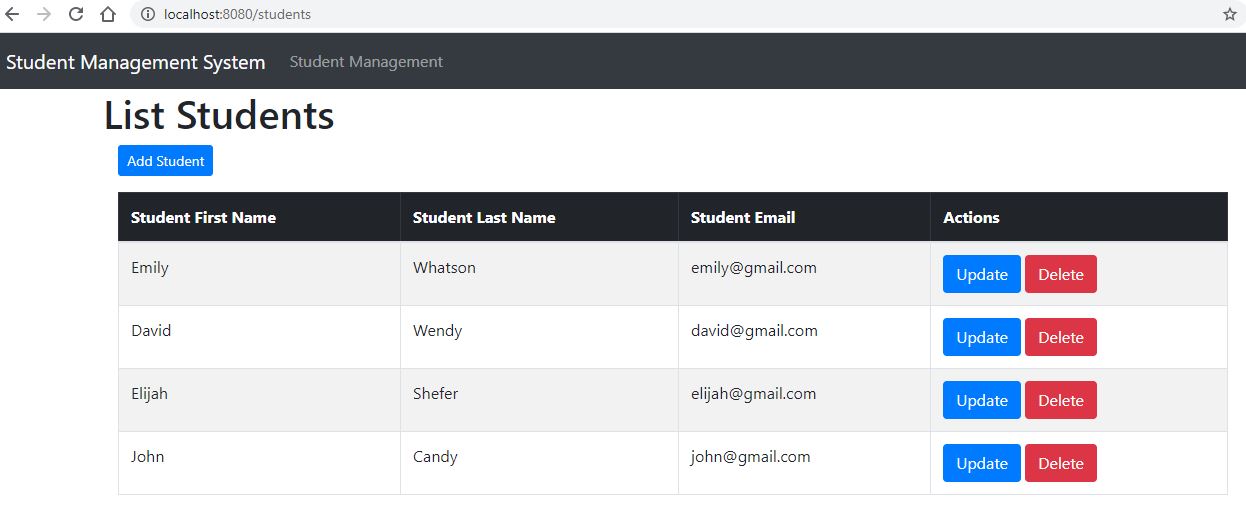 localhost:8080/students
Student Management System Student Management
List Students
Add Student
Student First Name Student Last Name Student Email Actions
Emily Whatson emily@gmail.com Update Delete
David Wendy david@gmail.com Update Delete
Elijah Shefer elijah@gmail.com Update Delete
John Candy john@gmail.com Update Delete